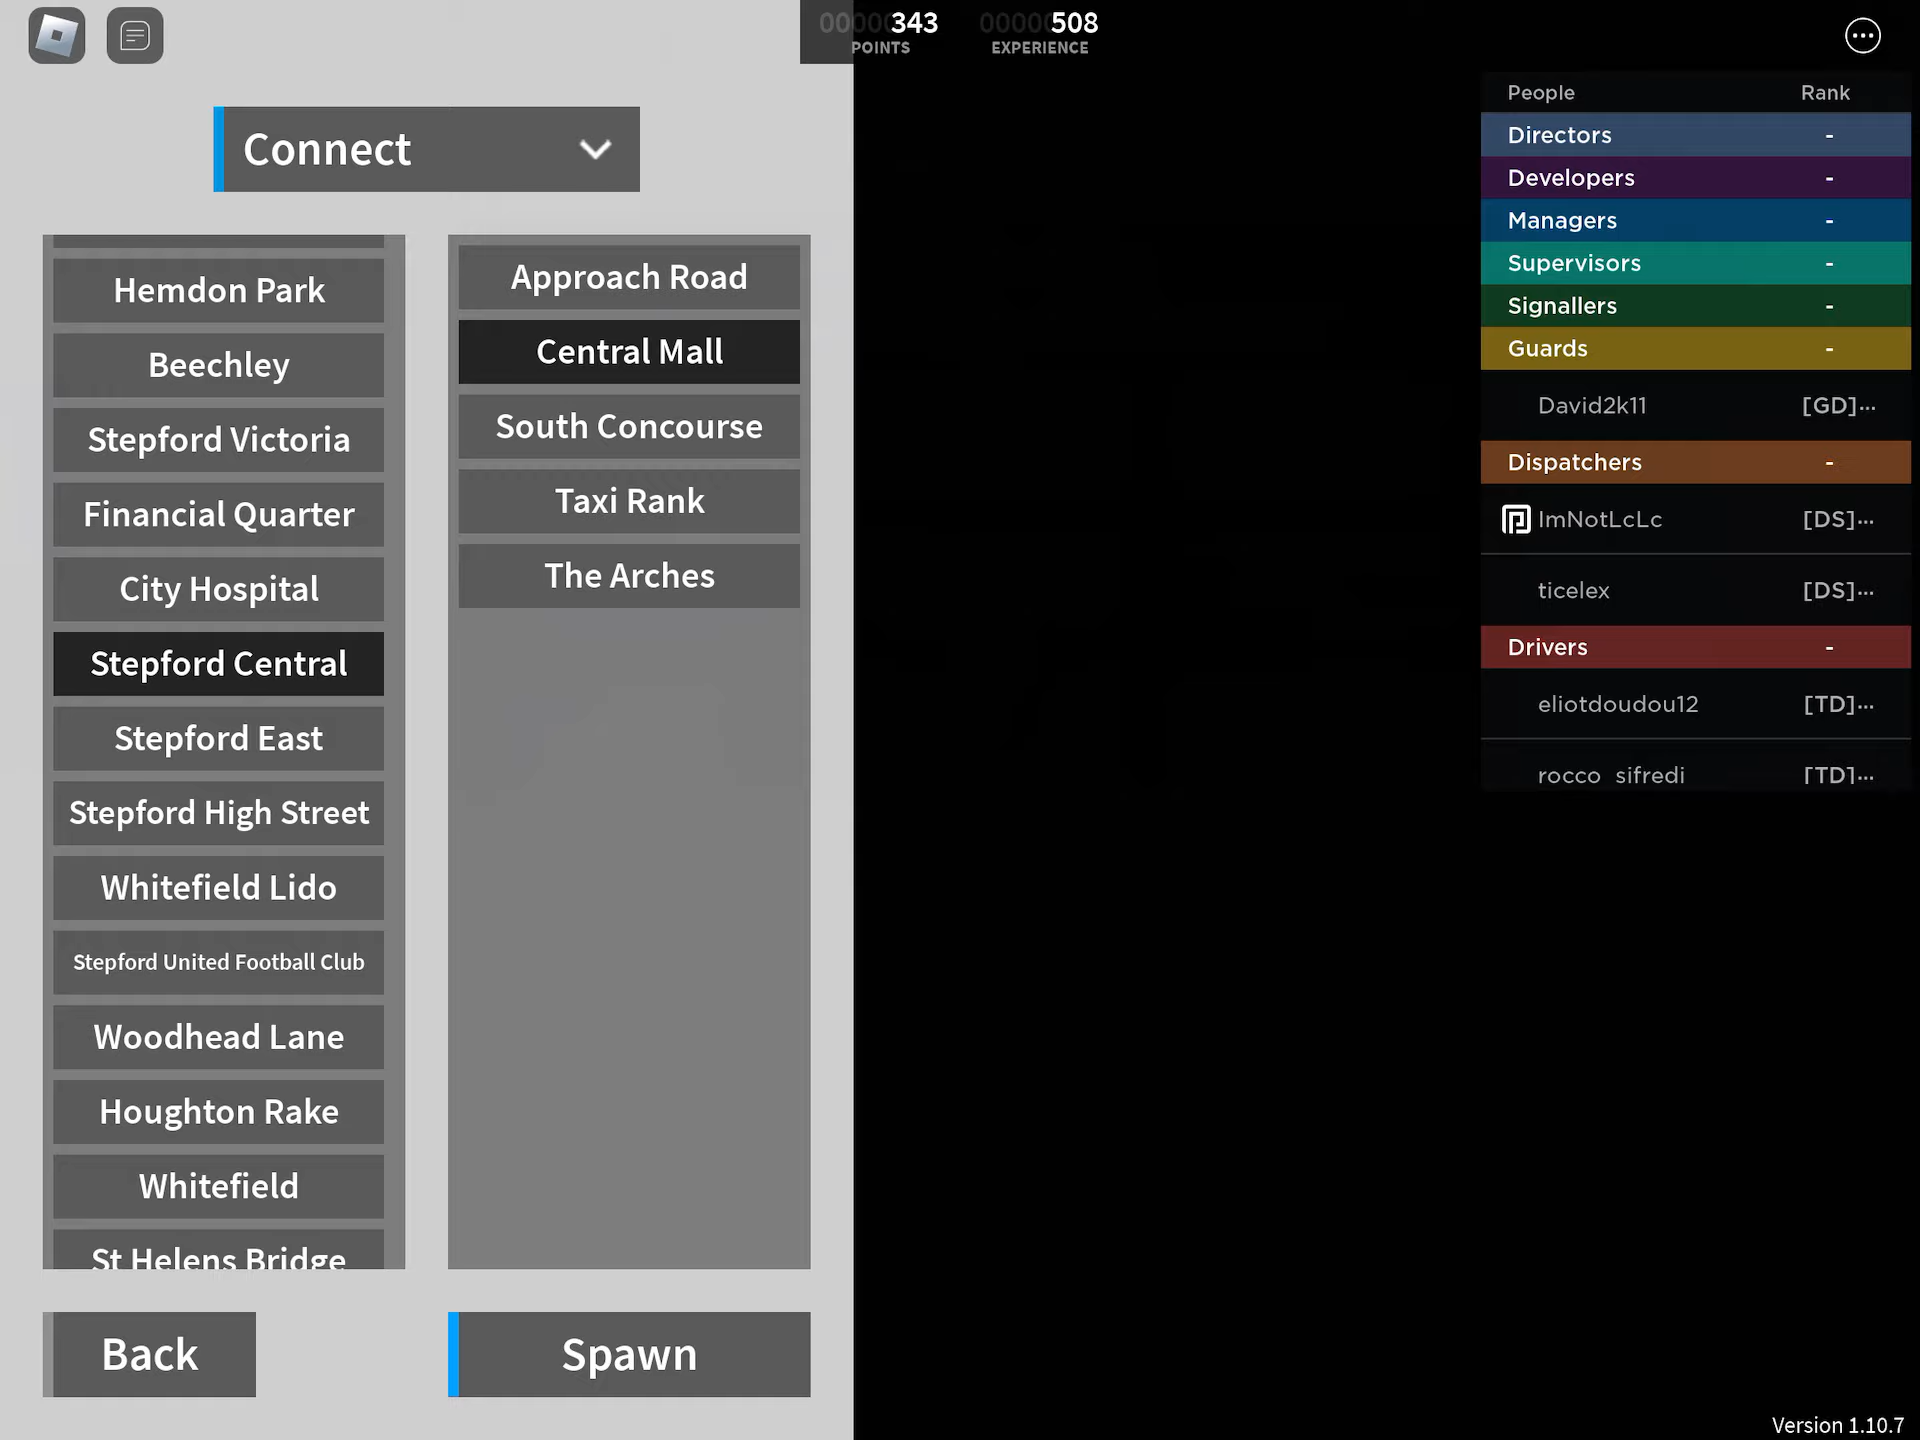 00000343
POINTS
00000508
EXPERIENCE
Connect
Hemdon Park
Beechley
Stepford Victoria
Financial Quarter
City Hospital
Stepford Central
Stepford East
Stepford High Street
Whitefield Lido
Stepford United Football Club
Woodhead Lane
Houghton Rake
Whitefield
St Helens Bridge
Approach Road
Central Mall
South Concourse
Taxi Rank
The Arches
Back
Spawn
People Rank
Directors -
Developers -
Managers -
Supervisors -
Signallers -
Guards -
David2k11 [GD]...
Dispatchers -
ImNotLcLc [DS]...
ticelex [DS]...
Drivers -
eliotdoudou12 [TD]...
rocco_sifredi [TD]...
Version 1.10.7